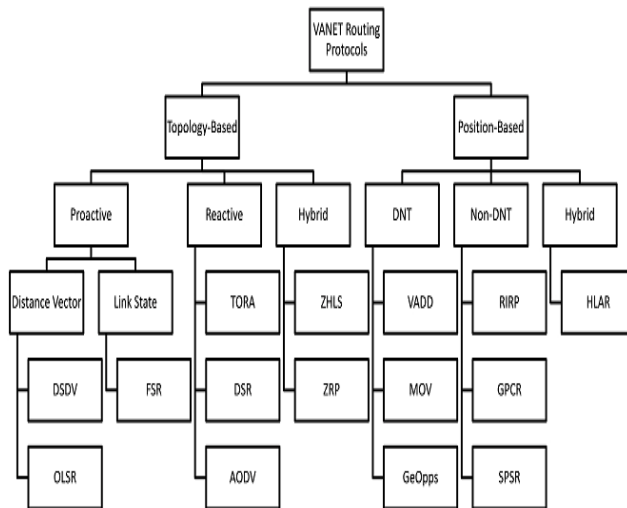 VANET Routing
Protocols
Topology-Based
Position-Based
Proactive
Reactive
Hybrid
DNT
Non-DNT
Hybrid
Distance Vector
Link State
TORA
ZHLS
VADD
RIRP
HLAR
DSDV
FSR
DSR
ZRP
MOV
GPCR
OLSR
AODV
GeOpps
SPSR